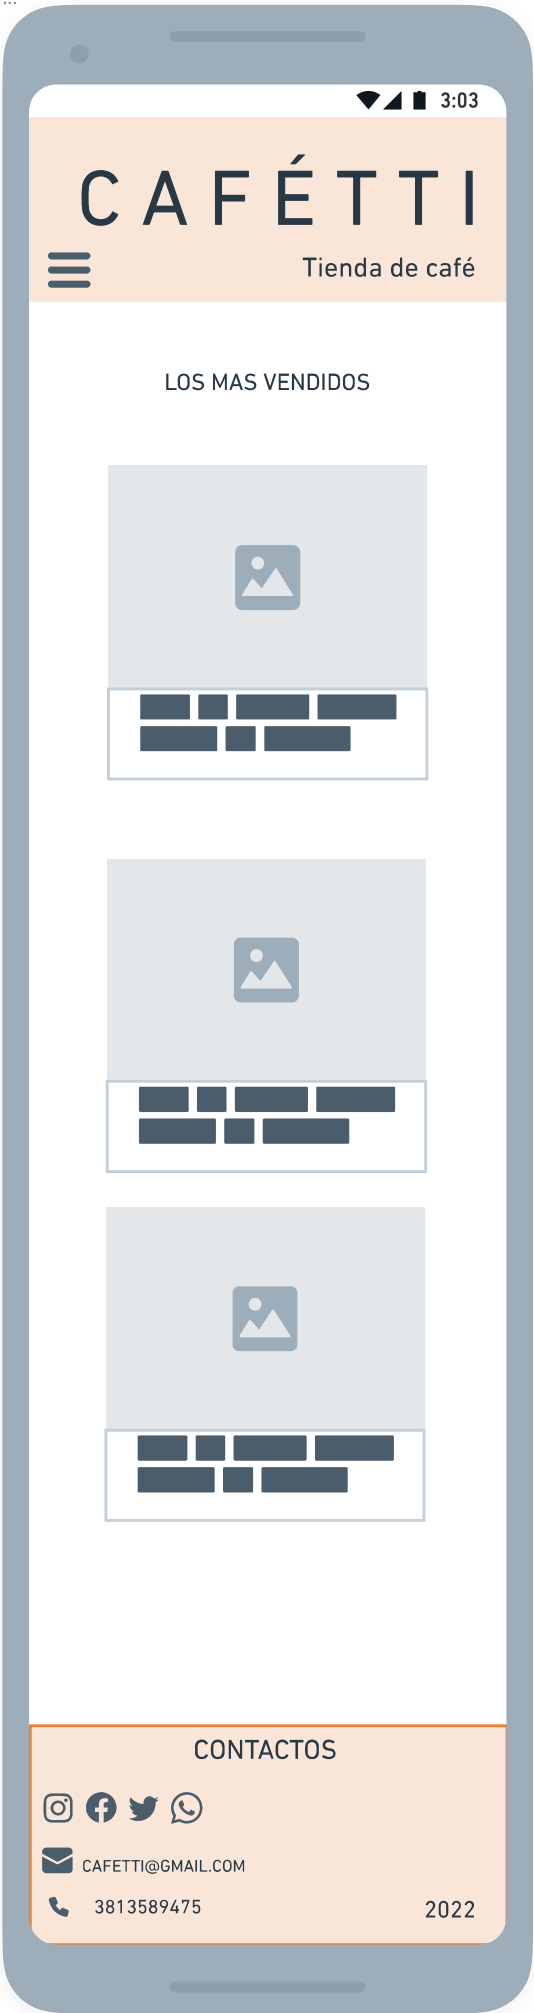 3:03
CAFÉTTI
Tienda de café
LOS MAS VENDIDOS
CONTACTOS
CAFETTI@GMAIL.COM
3813589475
2022